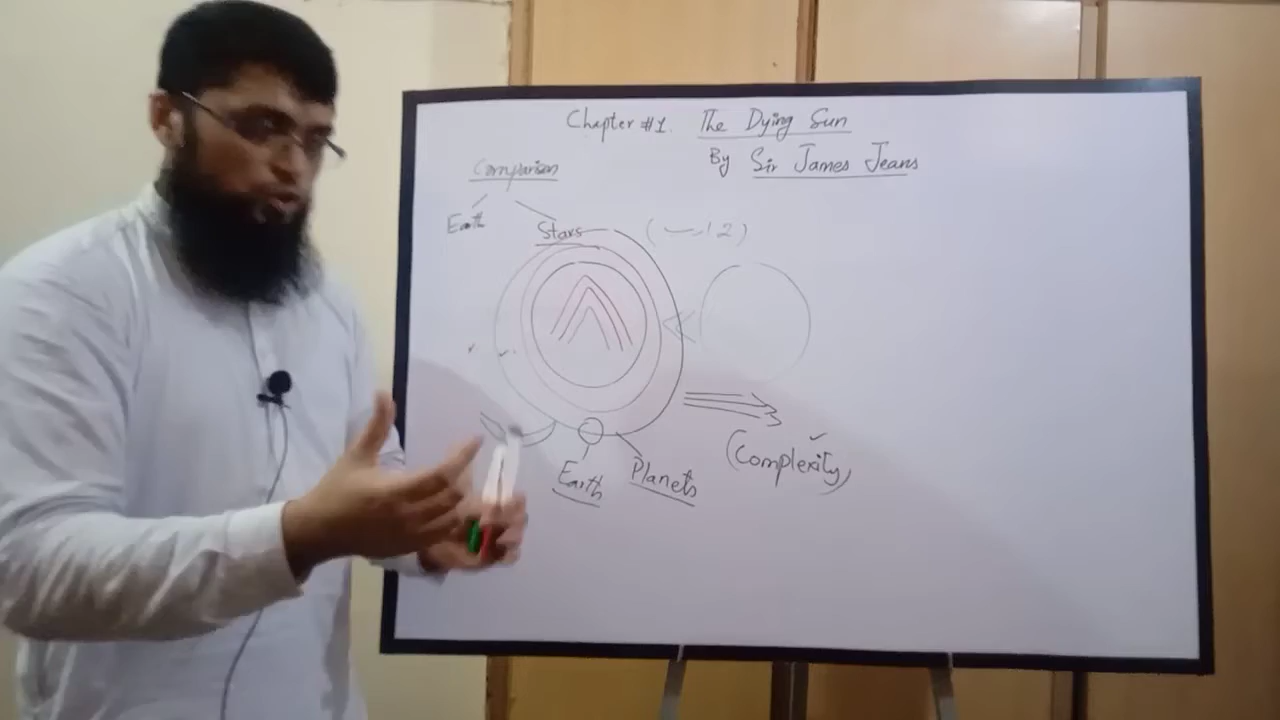 Chapter #1. The Dying Sun
By Sir James Jeans
Comparison
Earth
Stars
Earth
Planets
(Complexity)